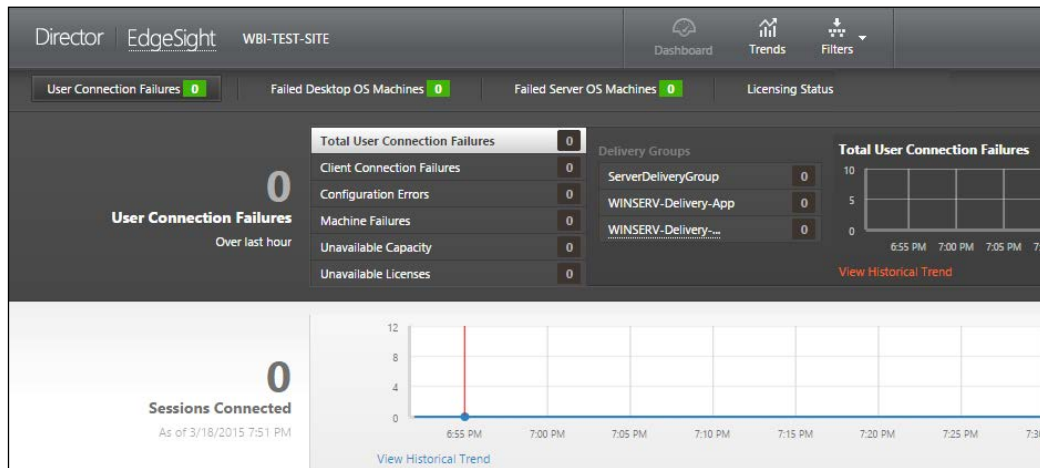 Director EdgeSight WBI-TEST-SITE
Dashboard Trends Filters
User Connection Failures 0 Failed Desktop OS Machines 0 Failed Server OS Machines 0 Licensing Status
0
User Connection Failures
Over last hour
Total User Connection Failures 0
Client Connection Failures 0
Configuration Errors 0
Machine Failures 0
Unavailable Capacity 0
Unavailable Licenses 0
Delivery Groups
ServerDeliveryGroup 0
WINSERV-Delivery-App 0
WINSERV-Delivery-... 0
Total User Connection Failures
10
5
0
6:55 PM 7:00 PM 7:05 PM 7:
View Historical Trend
0
Sessions Connected
As of 3/18/2015 7:51 PM
12
8
4
0
6:55 PM 7:00 PM 7:05 PM 7:10 PM 7:15 PM 7:20 PM 7:25 PM 7:3
View Historical Trend